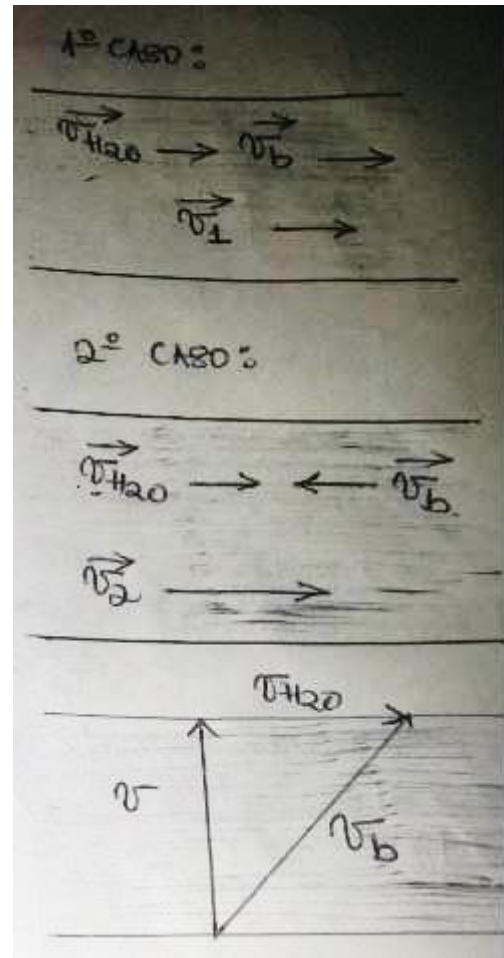 1º CASO:
v⃗H2O → v⃗b →
v⃗1 →
2º CASO:
v⃗H2O → ← v⃗b.
v⃗2 →
vH2O
v
vb